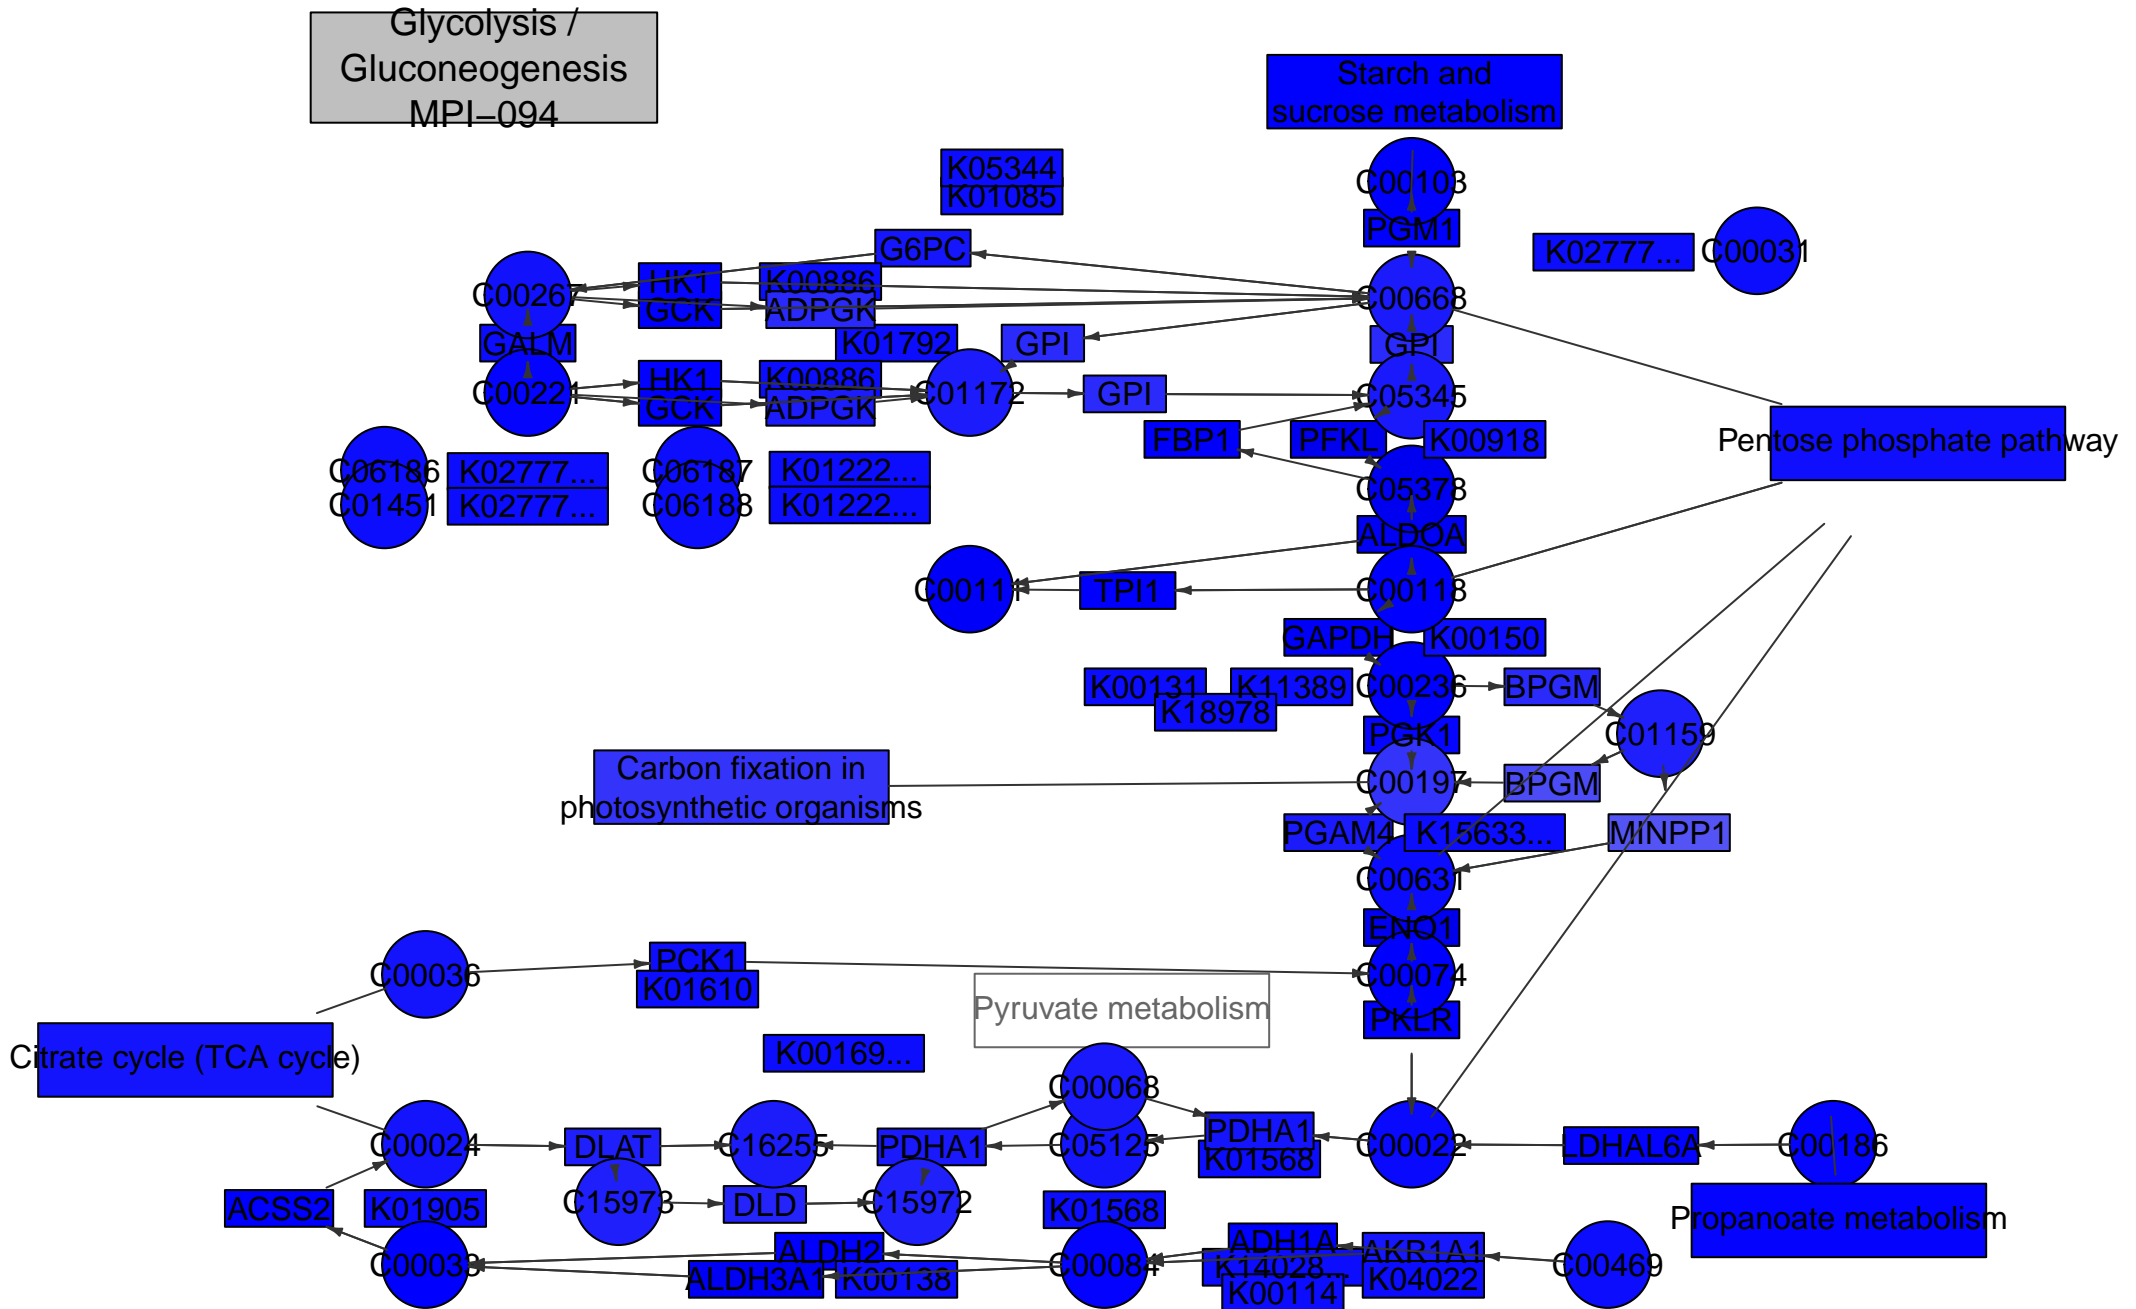 Glycolysis /
Gluconeogenesis
MPI−094
Starch and
sucrose metabolism
K05344
K01085
C00103
PGM1
G6PC
K02777...
C00031
C00267
HK1
K00886
GCK
ADPGK
C00668
GALM
K01792
GPI
GPI
C00221
HK1
K00886
GCK
ADPGK
C01172
GPI
C05345
FBP1
PFKL
K00918
Pentose phosphate pathway
C06186
K02777...
C06187
K01222...
C01451
K02777...
C06188
K01222...
C05378
ALDOA
C00111
TPI1
C00118
GAPDH
K00150
K00131
K11389
K18978
C00236
BPGM
PGK1
C01159
Carbon fixation in
photosynthetic organisms
C00197
BPGM
PGAM4
K15633...
MINPP1
C00631
ENO1
C00036
PCK1
K01610
C00074
Pyruvate metabolism
PKLR
Citrate cycle (TCA cycle)
K00169...
C00068
C00024
DLAT
C16255
PDHA1
C05125
PDHA1
K01568
C00022
LDHAL6A
C00186
ACSS2
K01905
C15973
DLD
C15972
K01568
Propanoate metabolism
C00033
ALDH2
ALDH3A1
K00138
C00084
ADH1A
K14028...
K00114
AKR1A1
K04022
C00469